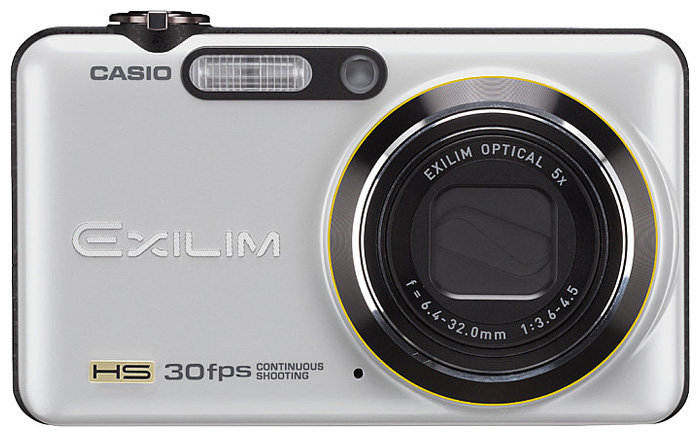 CASIO
EXILIM OPTICAL 5x
EXILIM
f = 6.4-32.0mm 1:3.6-4.5
HS 30fps CONTINUOUS
SHOOTING